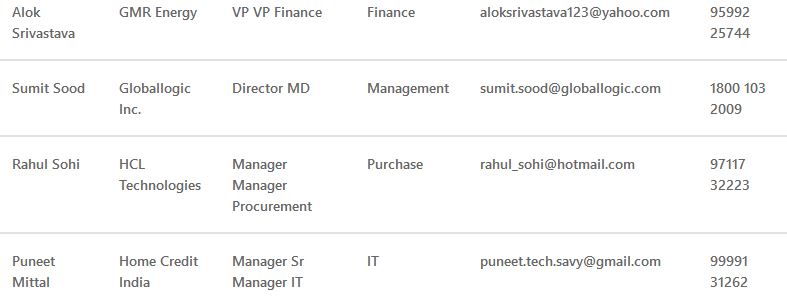 Alok GMR Energy VP VP Finance Finance aloksrivastava123@yahoo.com 95992
Srivastava 25744
Sumit Sood Globallogic Director MD Management sumit.sood@globallogic.com 1800 103
Inc. 2009
Rahul Sohi HCL Manager Purchase rahul_sohi@hotmail.com 97117
Technologies Manager 32223
Procurement
Puneet Home Credit Manager Sr IT puneet.tech.savy@gmail.com 99991
Mittal India Manager IT 31262